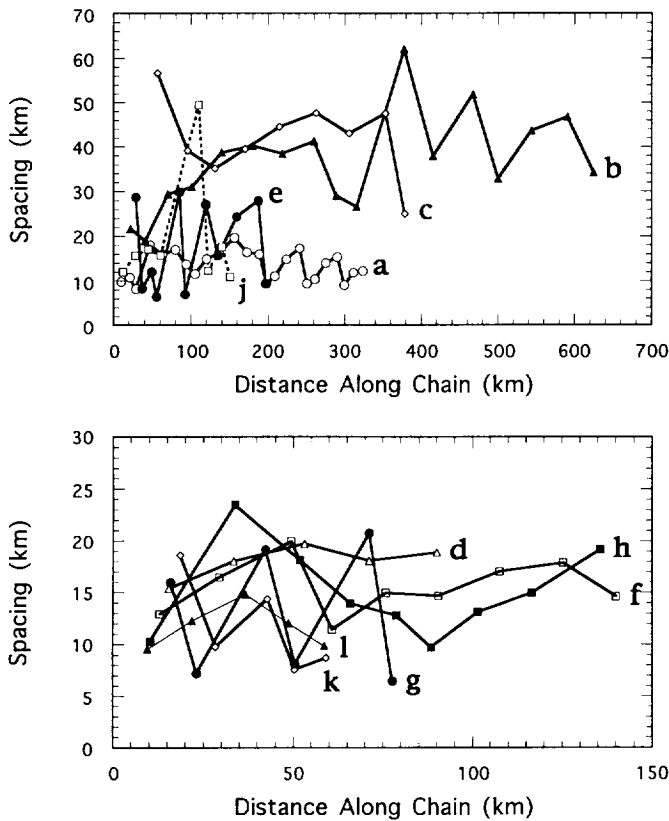 70
60
50
40
30
20
10
0
Spacing (km)
b
c
e
a
j
0 100 200 300 400 500 600 700
Distance Along Chain (km)
30
25
20
15
10
5
0
Spacing (km)
d
h
f
l
k
g
0 50 100 150
Distance Along Chain (km)